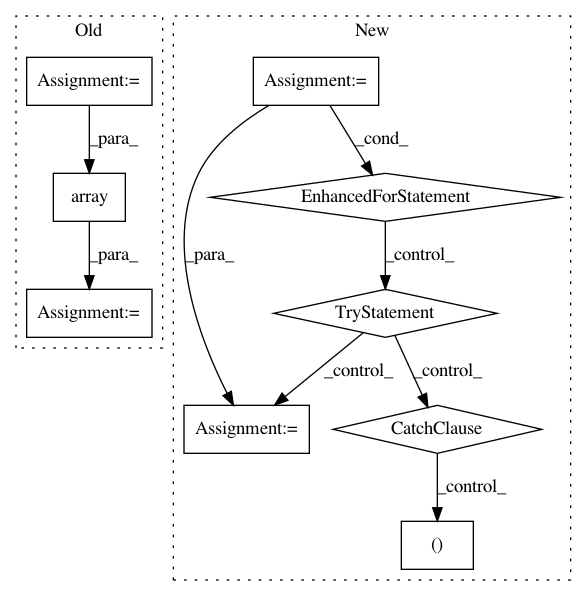 Old
New
Assignment:=
Assignment:=
_para_
_cond_
array
EnhancedForStatement
_para_
_para_
_control_
Assignment:=
TryStatement
_control_
_control_
Assignment:=
CatchClause
_control_
()